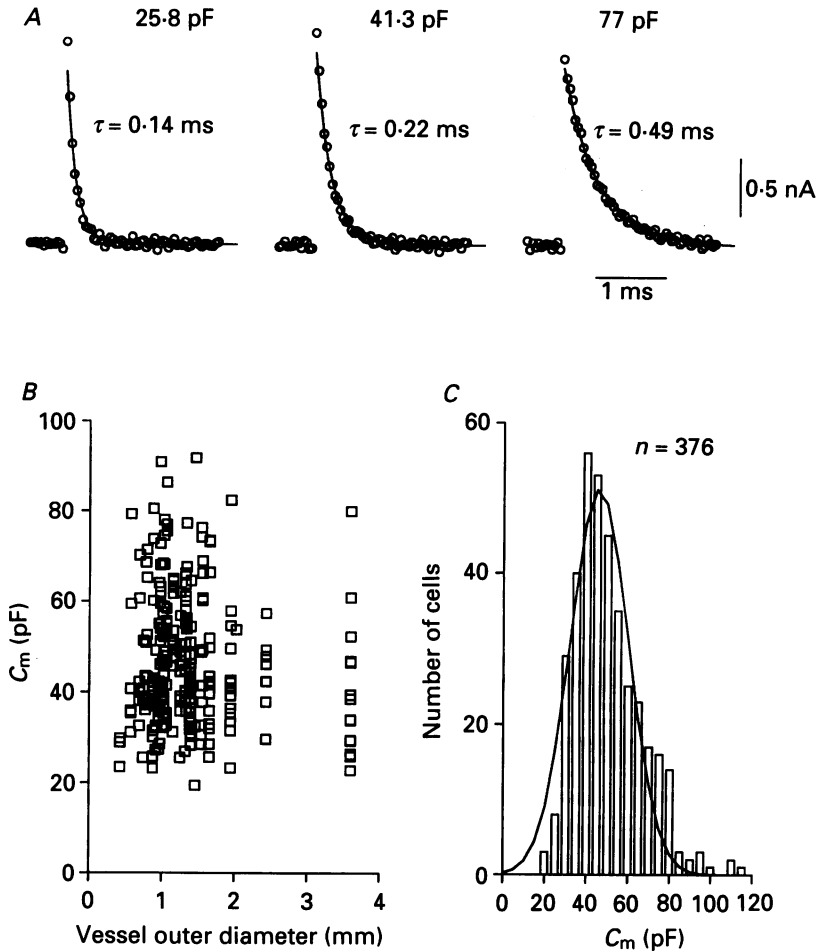 A
25·8 pF 41·3 pF 77 pF
τ = 0·14 ms τ = 0·22 ms τ = 0·49 ms
0·5 nA
1 ms
B
100
80
60
40
20
0
0 1 2 3 4
Cm (pF)
Vessel outer diameter (mm)
C
n = 376
60
40
20
0
0 20 40 60 80 100 120
Number of cells
Cm (pF)